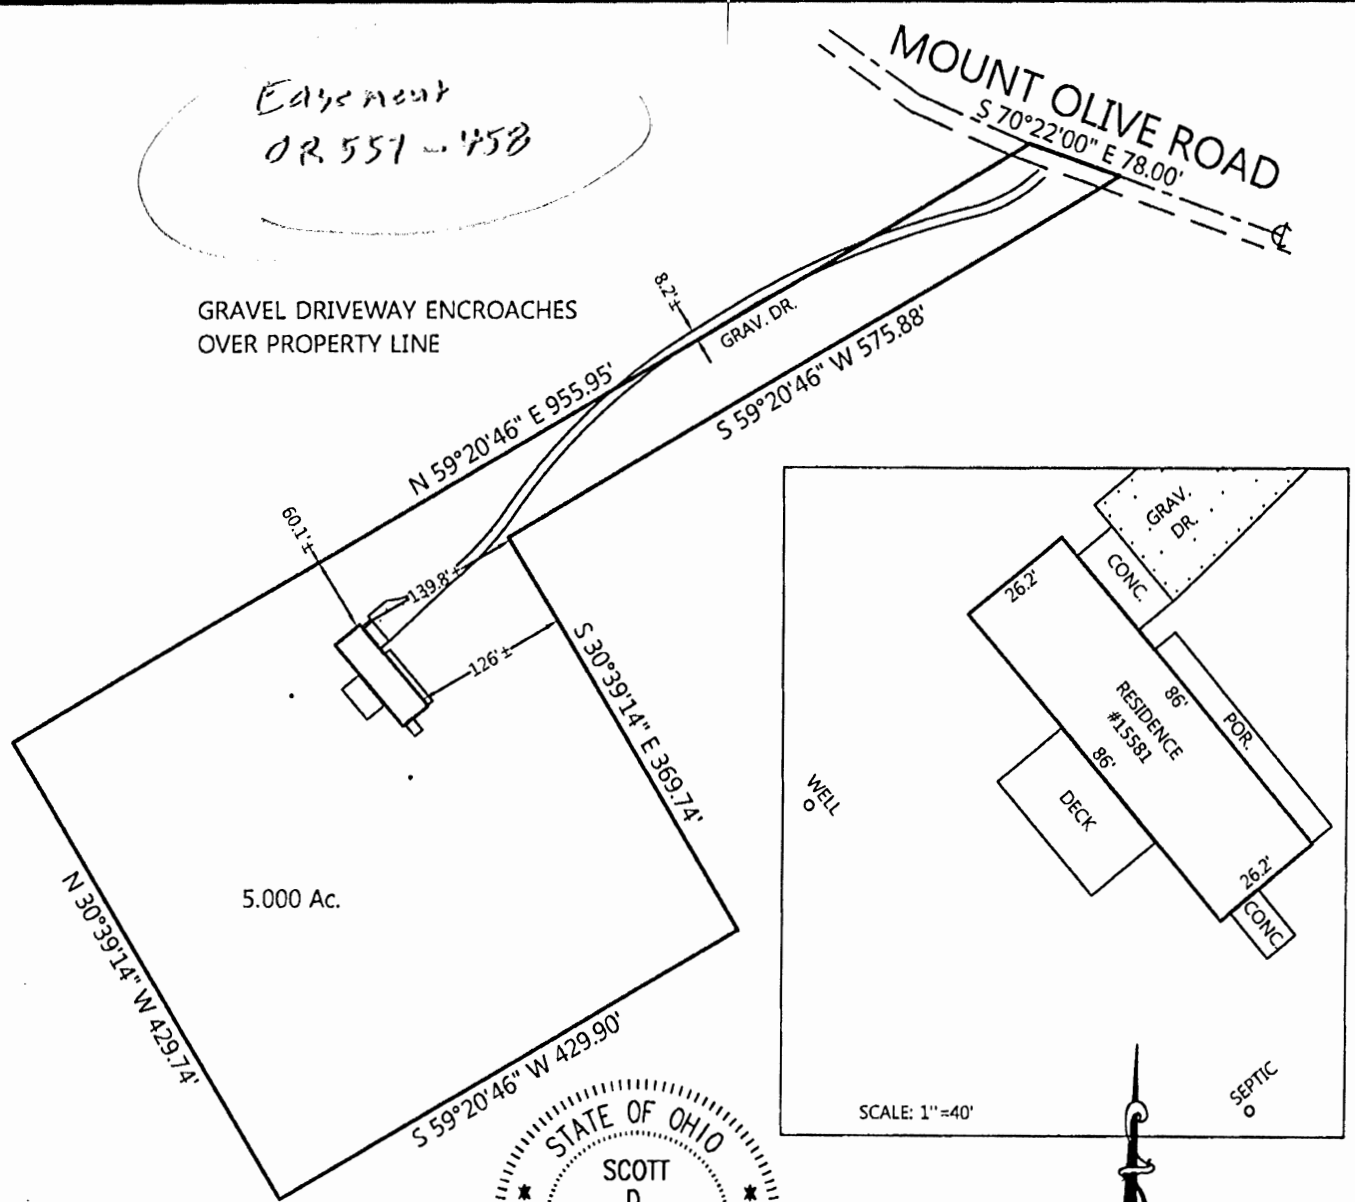 Easement
OR 557-458
MOUNT OLIVE ROAD
S 70°22'00" E 78.00'
℄
GRAVEL DRIVEWAY ENCROACHES
OVER PROPERTY LINE
8.2'±
GRAV. DR.
N 59°20'46" E 955.95'
S 59°20'46" W 575.88'
60.1'±
139.8'±
126'±
S 30°39'14" E 369.74'
5.000 Ac.
N 30°39'14" W 429.74'
S 59°20'46" W 429.90'
GRAV.
DR.
CONC.
26.2'
86'
RESIDENCE
#15581
86'
POR.
DECK
WELL
26.2'
CONC.
SEPTIC
SCALE: 1"=40'
STATE OF OHIO
SCOTT
D.